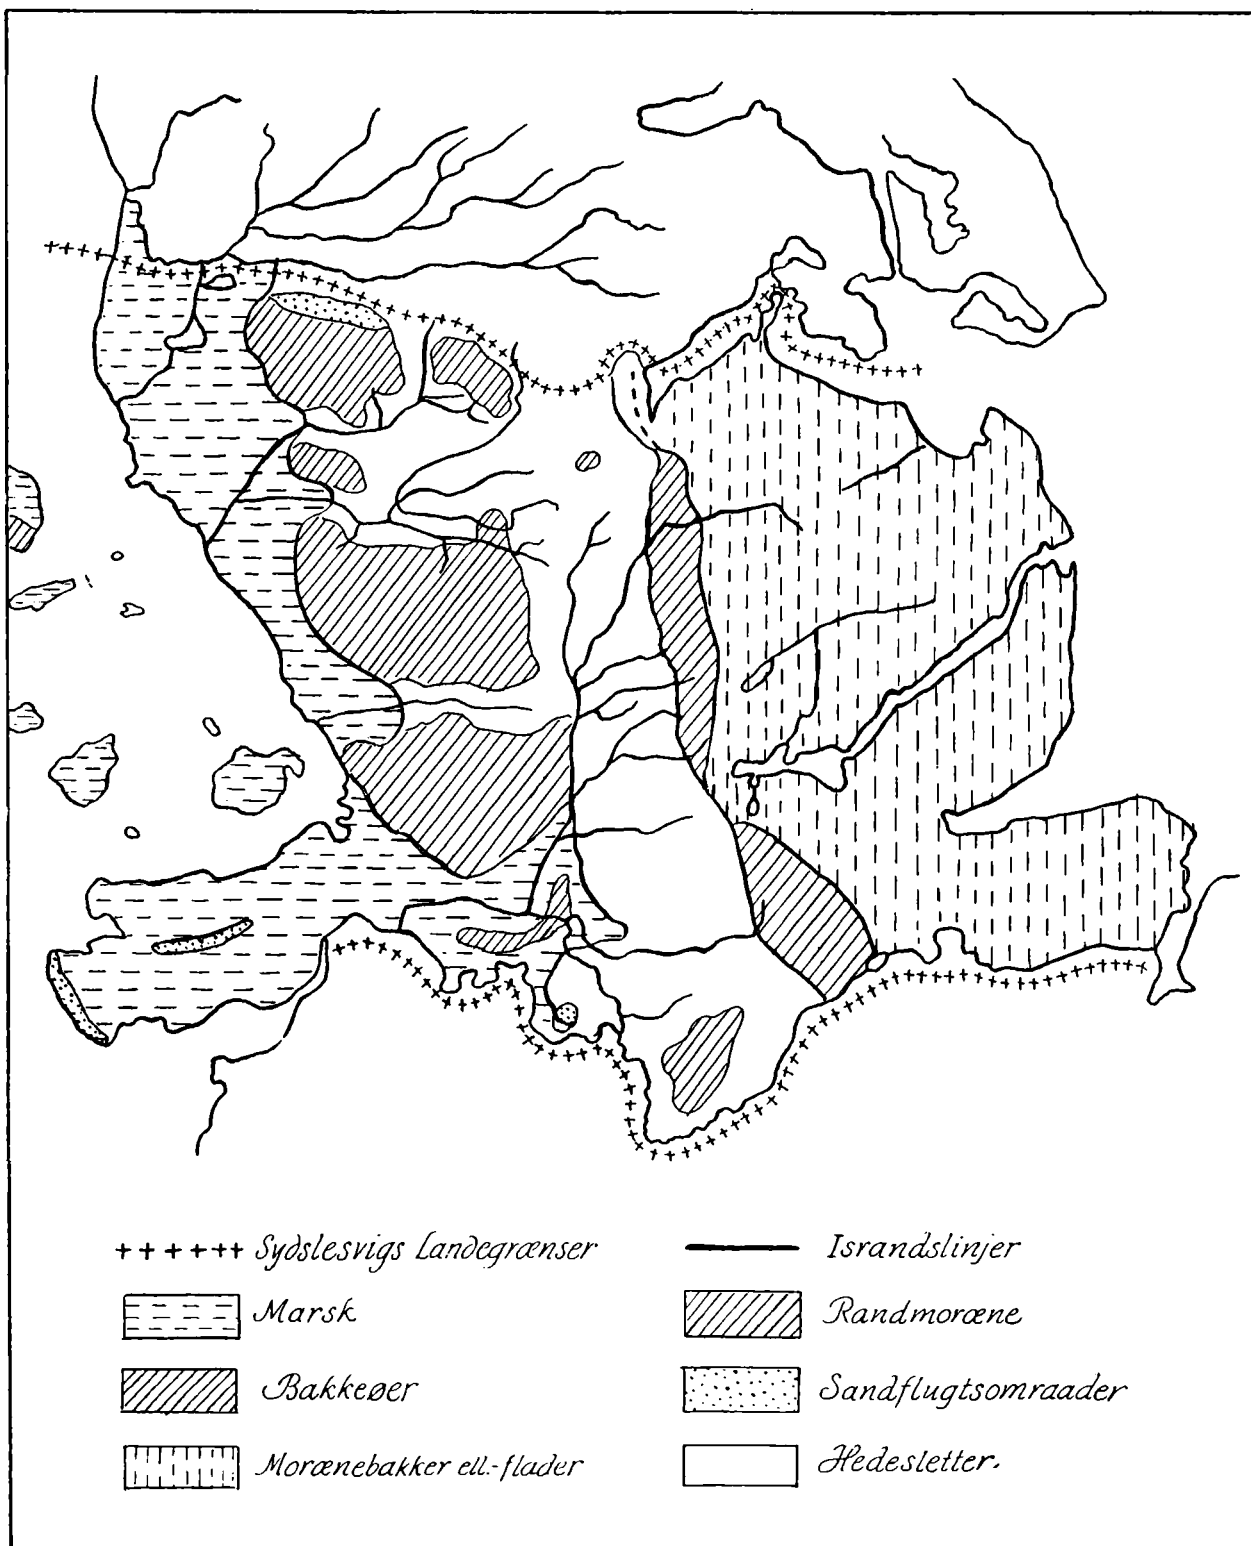 Sydslesvigs Landegrænser
Marsk
Bakkeøer
Morænebakker ell.-flader
Israndslinjer
Randmoræne
Sandflugtsomraader
Hedesletter.